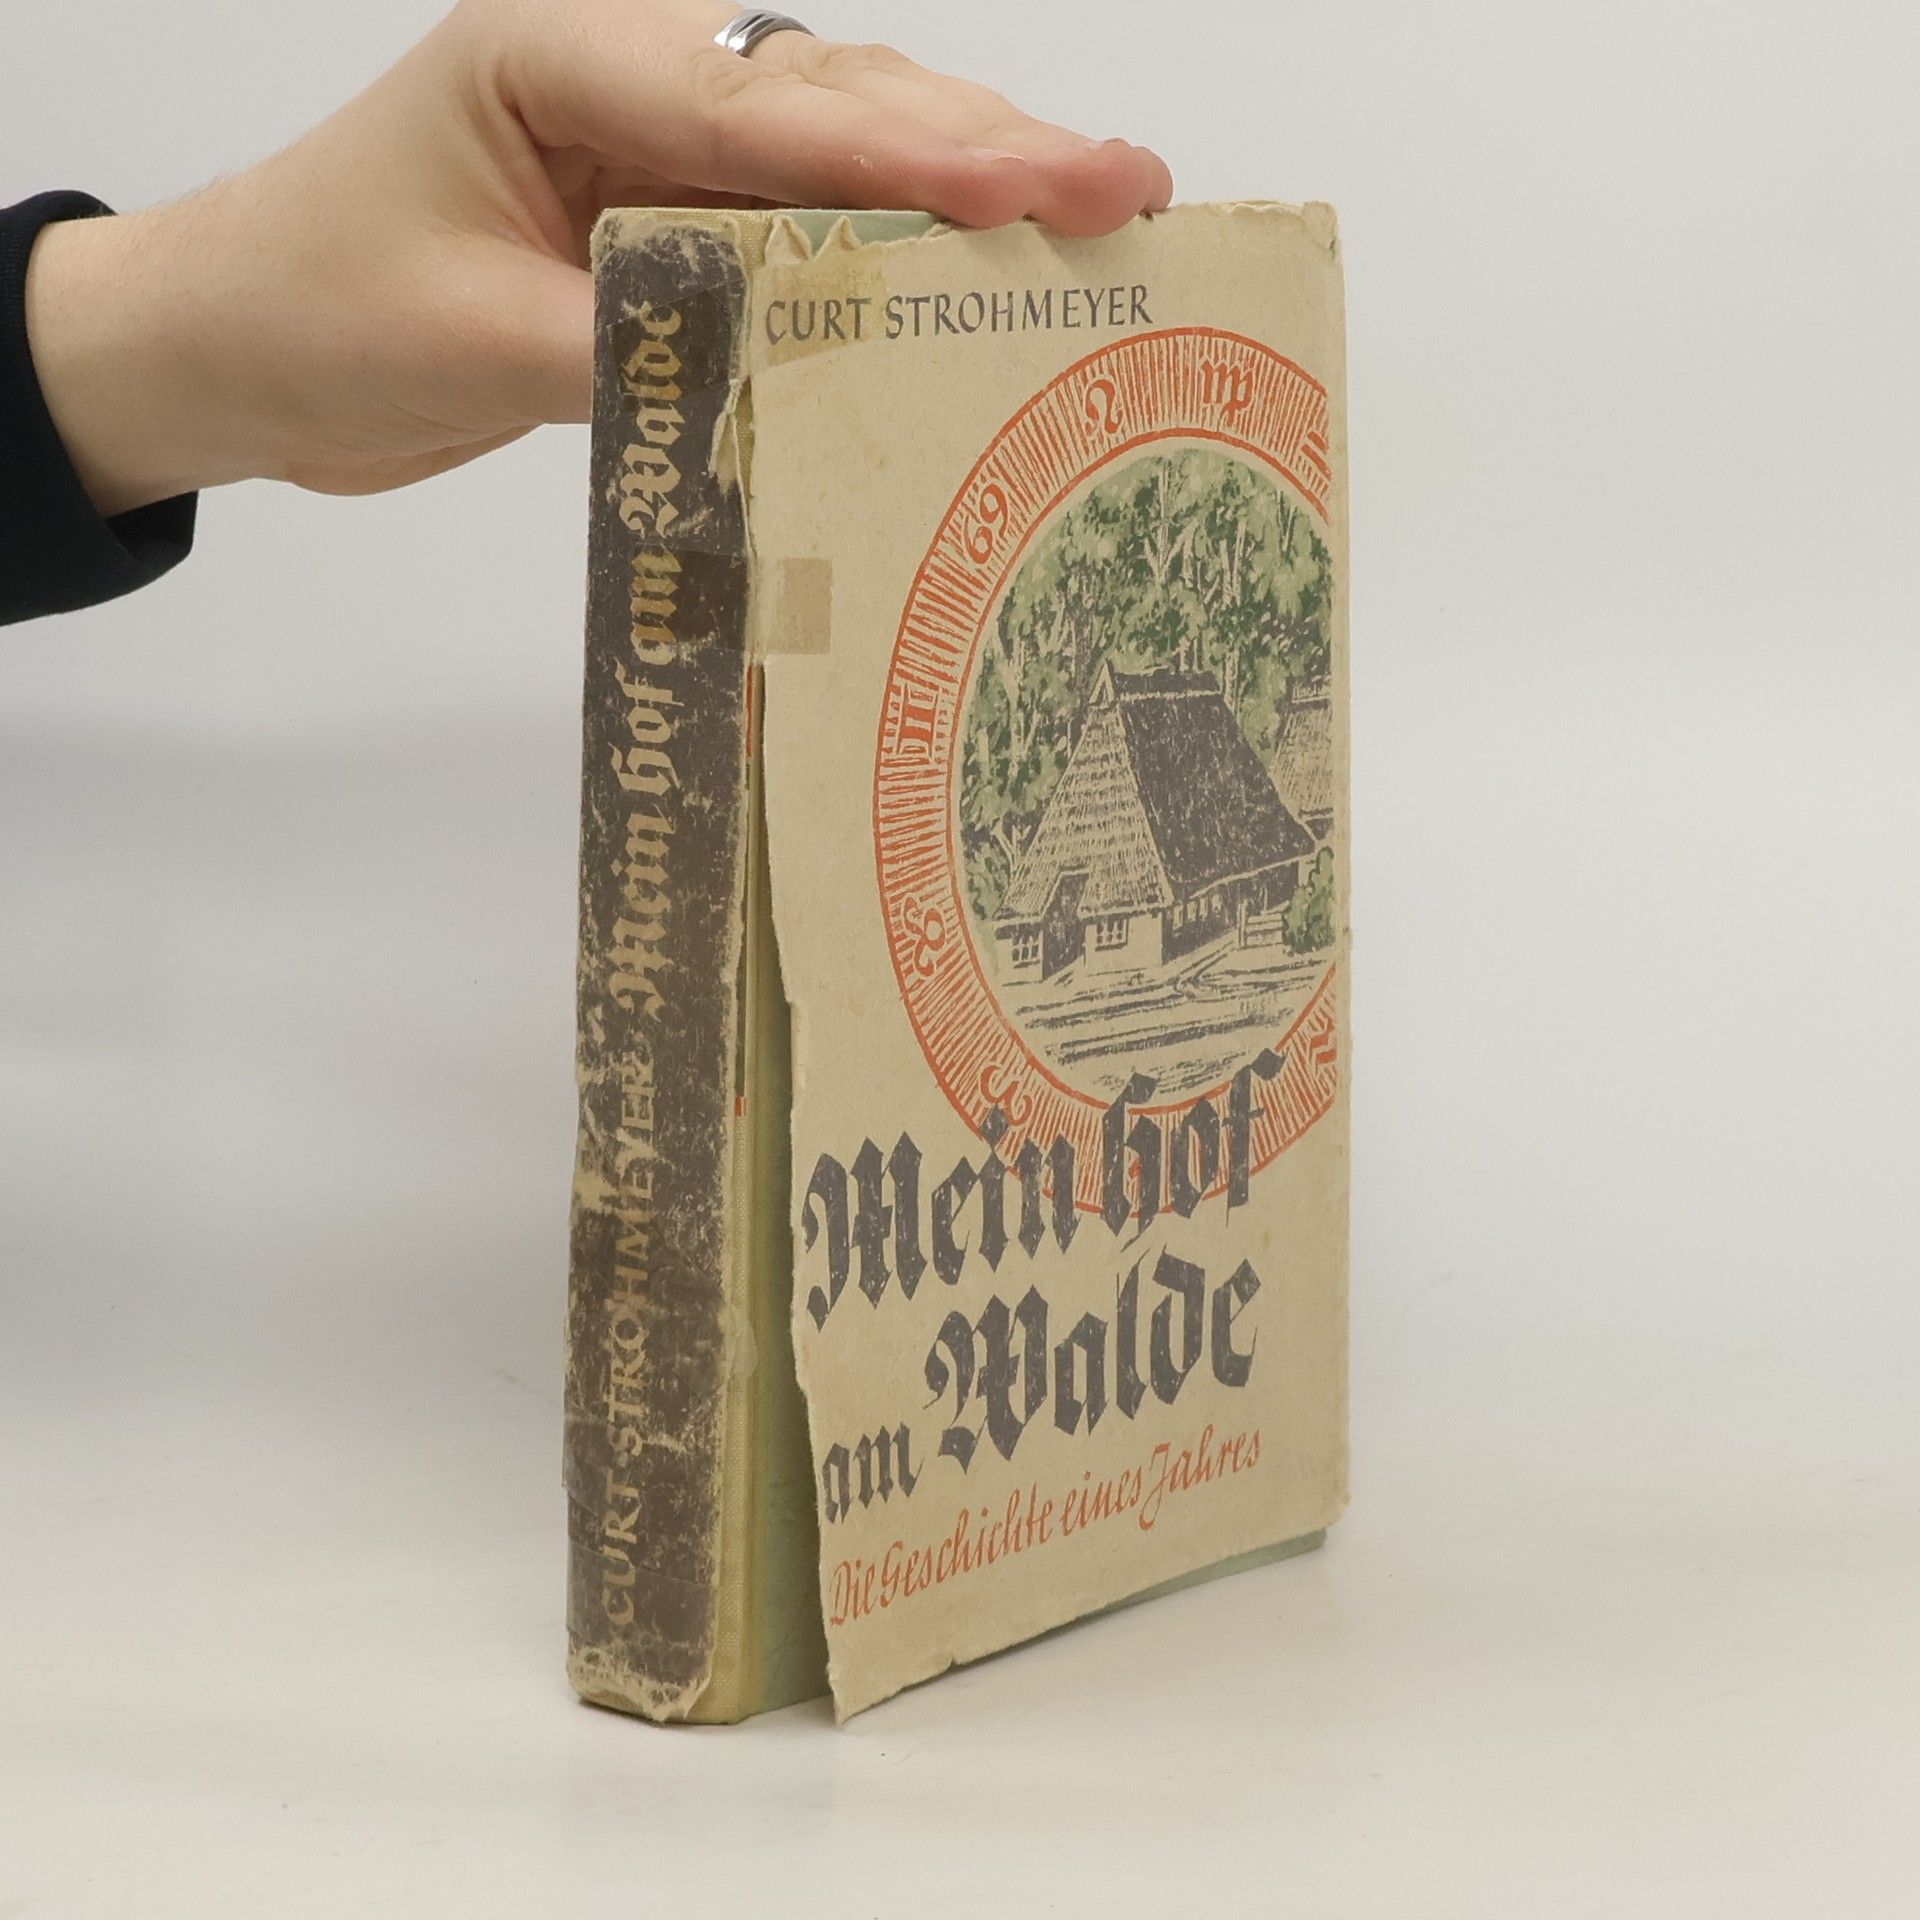 CURT STROHMEYER Mein Hof am Walde
CURT STROHMEYER
Mein Hof
am Walde
Die Geschichte eines Jahres